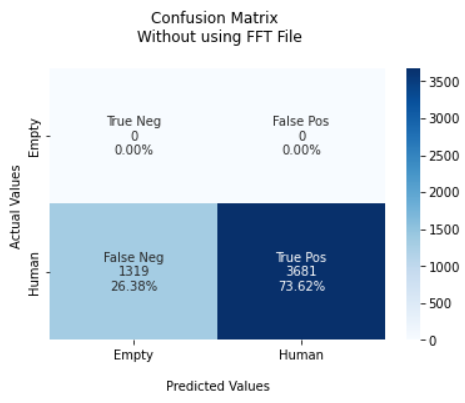 Confusion Matrix
Without using FFT File
True Neg
0
0.00%
False Pos
0
0.00%
False Neg
1319
26.38%
True Pos
3681
73.62%
Empty
Human
Actual Values
Empty
Human
Predicted Values
3500
3000
2500
2000
1500
1000
500
0